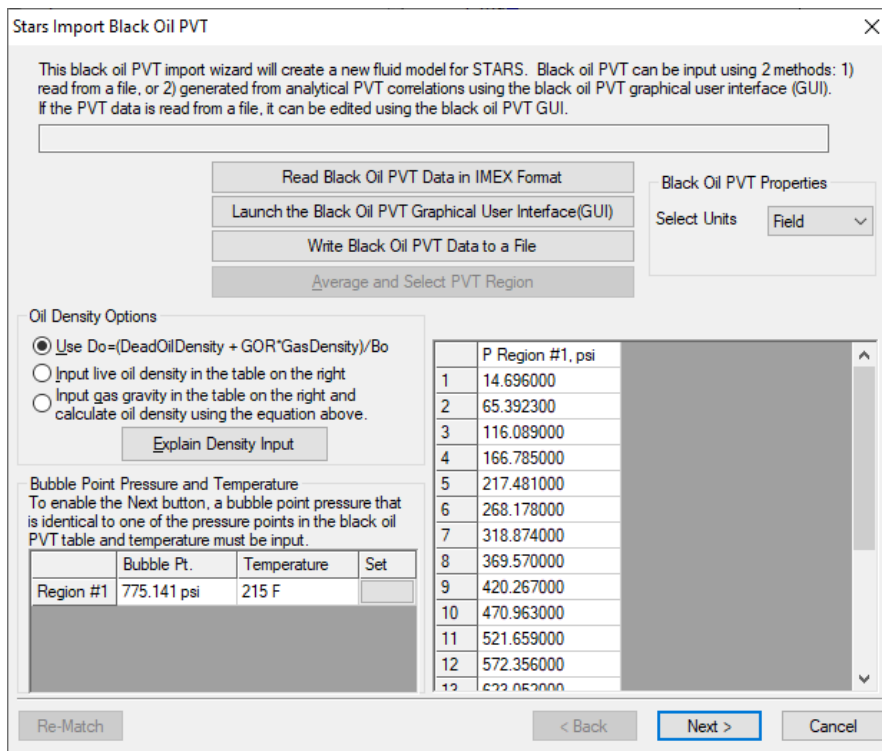 Stars Import Black Oil PVT
This black oil PVT import wizard will create a new fluid model for STARS. Black oil PVT can be input using 2 methods: 1)
read from a file, or 2) generated from analytical PVT correlations using the black oil PVT graphical user interface (GUI).
If the PVT data is read from a file, it can be edited using the black oil PVT GUI.
Read Black Oil PVT Data in IMEX Format
Launch the Black Oil PVT Graphical User Interface(GUI)
Write Black Oil PVT Data to a File
Average and Select PVT Region
Black Oil PVT Properties
Select Units Field
Oil Density Options
Use Do=(DeadOilDensity + GOR*GasDensity)/Bo
Input live oil density in the table on the right
Input gas gravity in the table on the right and
calculate oil density using the equation above.
Explain Density Input
Bubble Point Pressure and Temperature
To enable the Next button, a bubble point pressure that
is identical to one of the pressure points in the black oil
PVT table and temperature must be input.
Bubble Pt. Temperature Set
Region #1 775.141 psi 215 F
P Region #1, psi
1 14.696000
2 65.392300
3 116.089000
4 166.785000
5 217.481000
6 268.178000
7 318.874000
8 369.570000
9 420.267000
10 470.963000
11 521.659000
12 572.356000
13 623.052000
Re-Match
< Back
Next >
Cancel